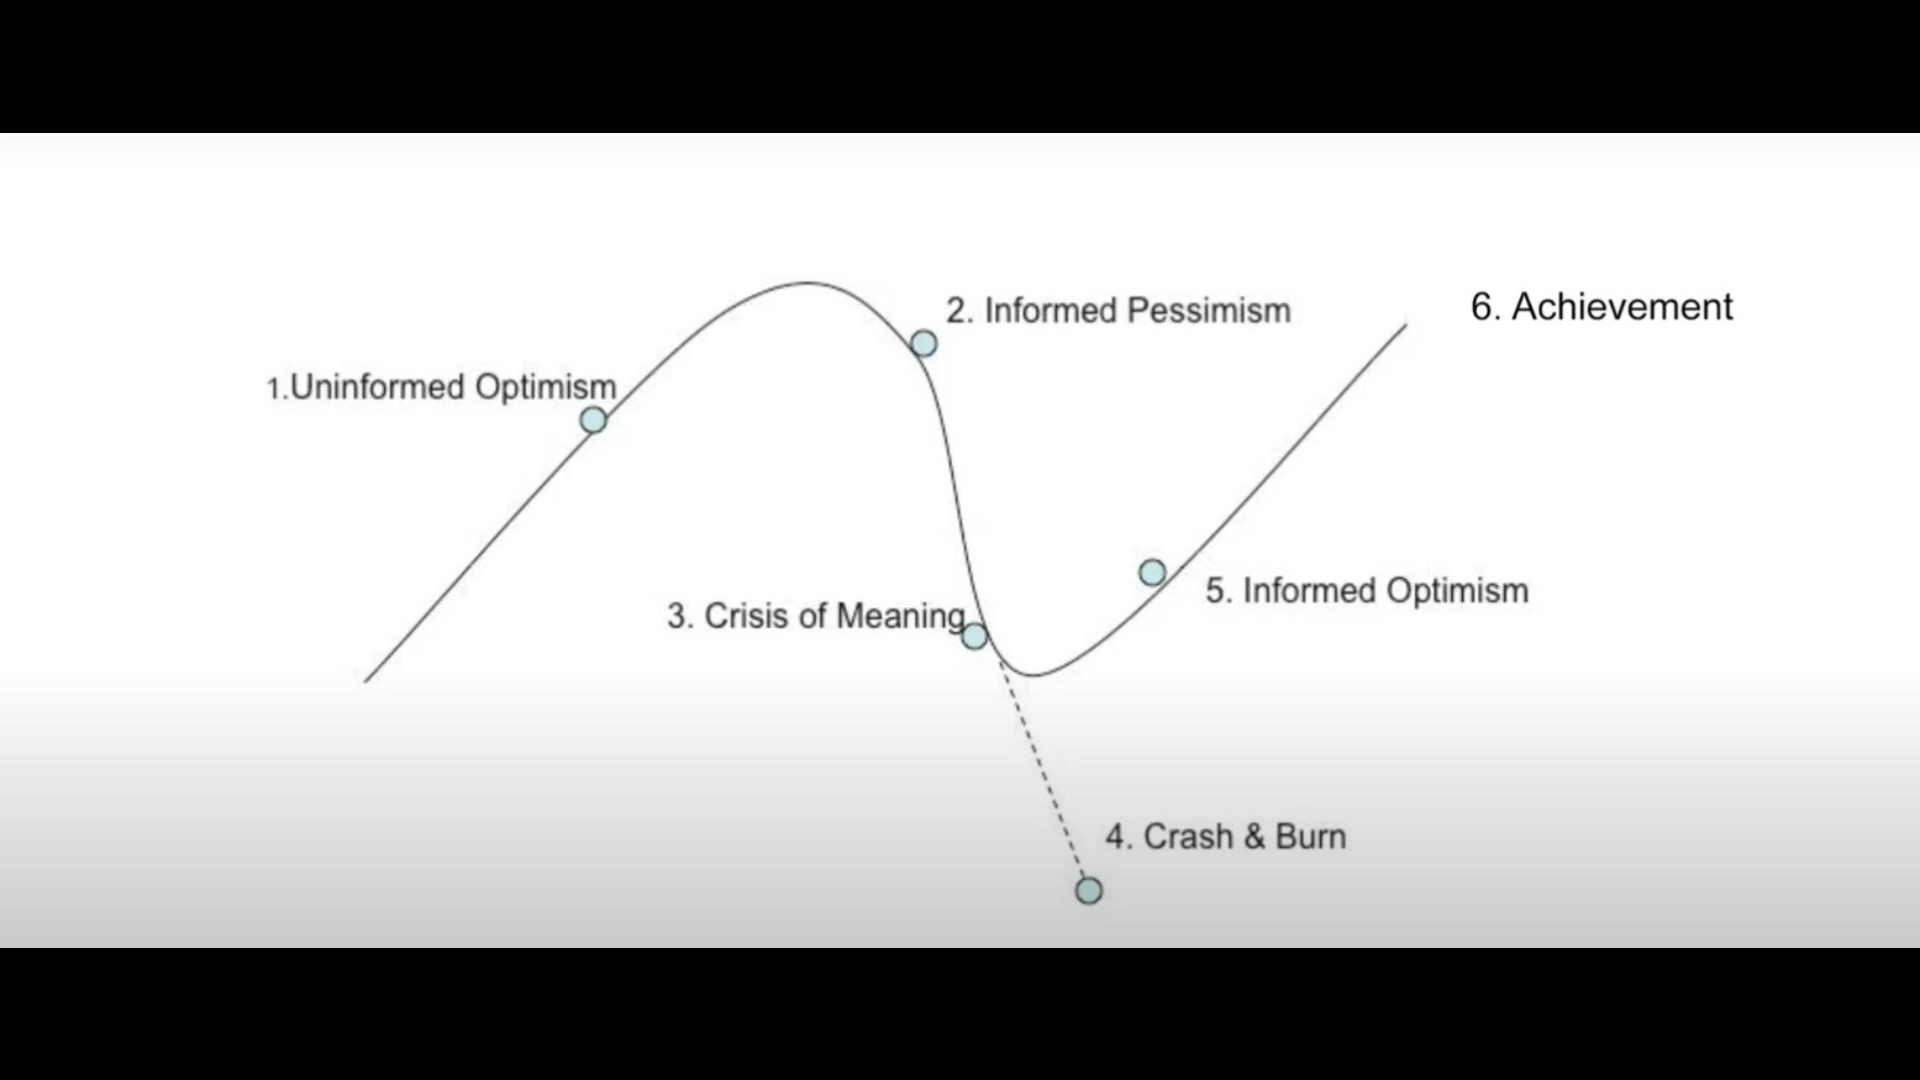 1.Uninformed Optimism
2. Informed Pessimism
3. Crisis of Meaning
4. Crash & Burn
5. Informed Optimism
6. Achievement